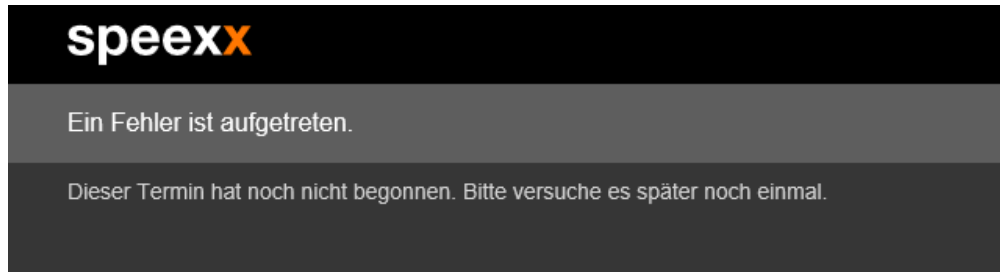 speexx
Ein Fehler ist aufgetreten.
Dieser Termin hat noch nicht begonnen. Bitte versuche es später noch einmal.